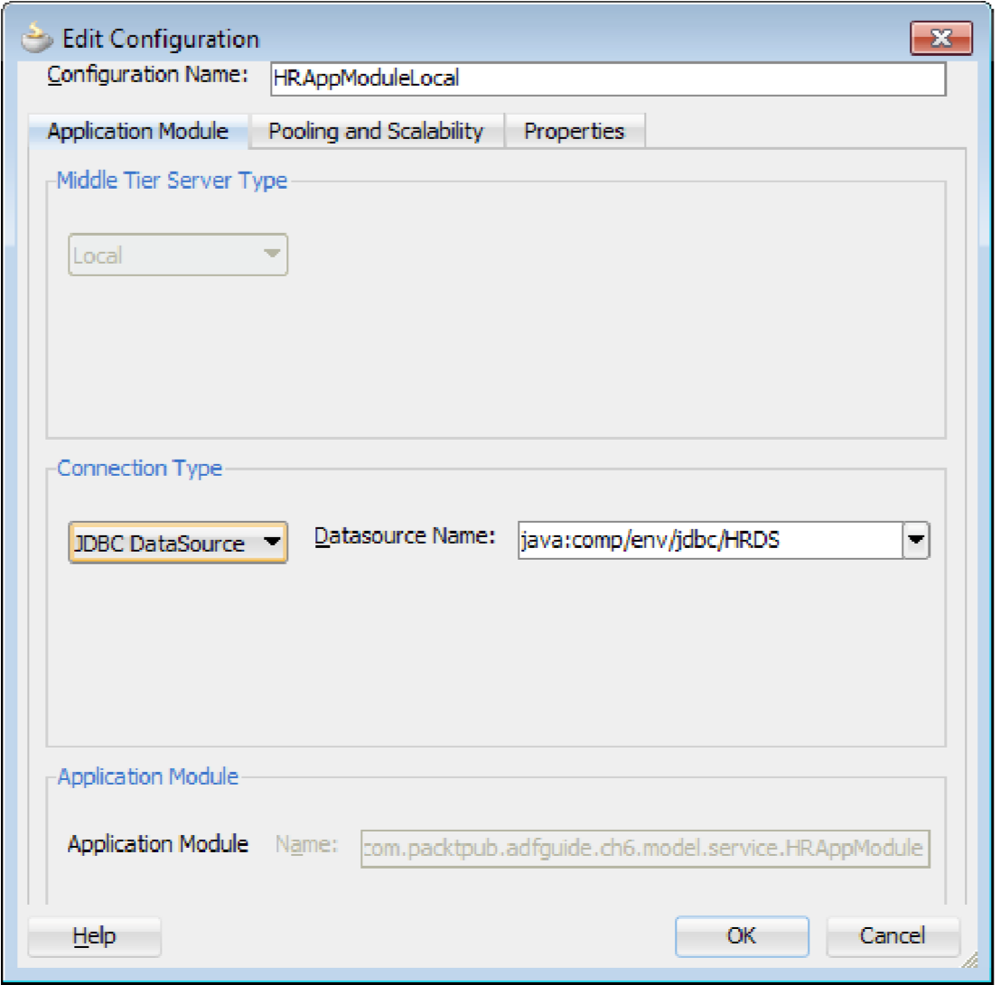 Edit Configuration
Configuration Name: HRAppModuleLocal
Application Module Pooling and Scalability Properties
Middle Tier Server Type
Local
Connection Type
JDBC DataSource Datasource Name: java:comp/env/jdbc/HRDS
Application Module
Application Module Name: com.packtpub.adfguide.ch6.model.service.HRAppModule
Help OK Cancel